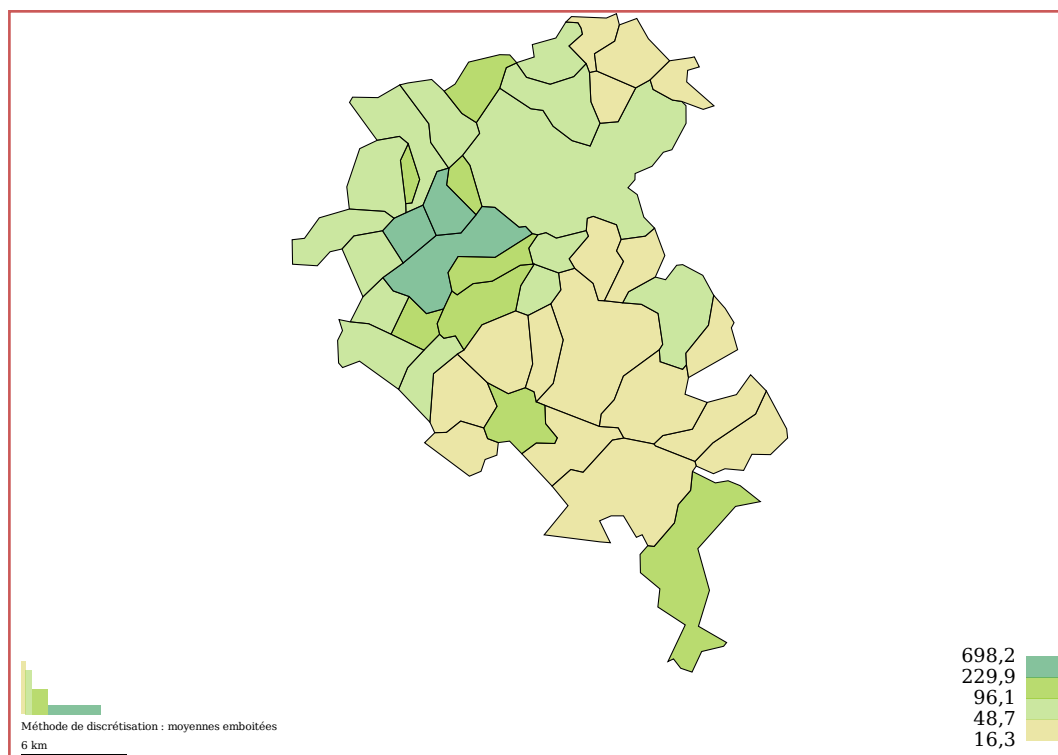 698,2
229,9
96,1
48,7
16,3
Méthode de discrétisation : moyennes emboitées
6 km